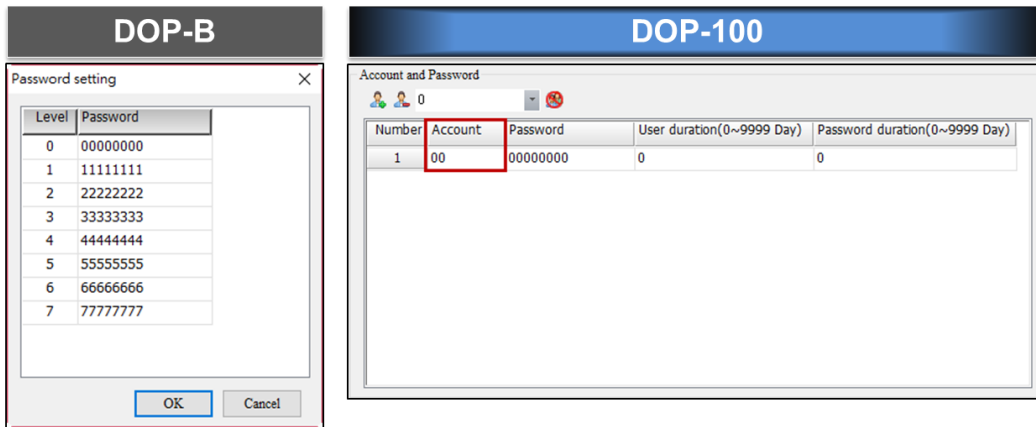 DOP-B
Password setting
Level Password
0 00000000
1 11111111
2 22222222
3 33333333
4 44444444
5 55555555
6 66666666
7 77777777
OK Cancel
DOP-100
Account and Password
0
Number Account Password User duration(0~9999 Day) Password duration(0~9999 Day)
1 00 00000000 0 0